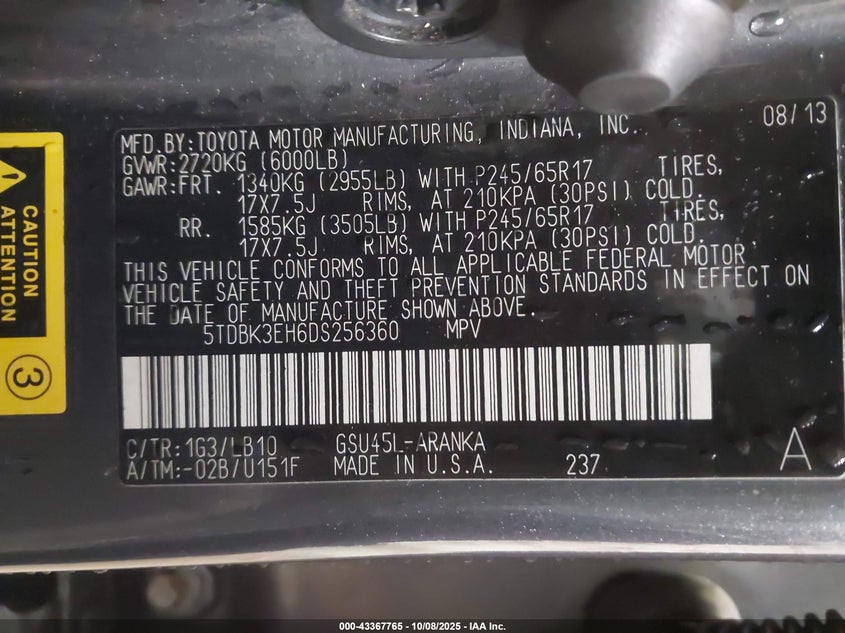 08/13
MFD. BY: TOYOTA MOTOR MANUFACTURING, INDIANA, INC.
GVWR: 2720KG (6000LB)
GAWR: FRT. 1340KG (2955LB) WITH P245/65R17 TIRES,
17X7.5J RIMS, AT 210KPA (30PSI) COLD.
RR. 1585KG (3505LB) WITH P245/65R17 TIRES,
17X7.5J RIMS, AT 210KPA (30PSI) COLD.
THIS VEHICLE CONFORMS TO ALL APPLICABLE FEDERAL MOTOR
VEHICLE SAFETY AND THEFT PREVENTION STANDARDS IN EFFECT ON
THE DATE OF MANUFACTURE SHOWN ABOVE.
5TDBK3EH6DS256360 MPV
C/TR: 1G3/LB10 GSU45L-ARANKA
A/TM: -02B/U151F MADE IN U.S.A. 237 A
CAUTION
ATTENTION
3
000-43367765 - 10/08/2025 - IAA Inc.